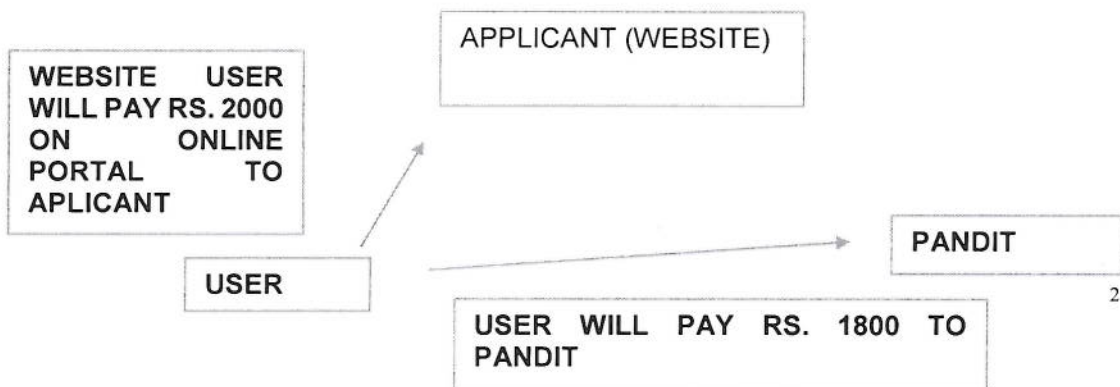 APPLICANT (WEBSITE)
WEBSITE USER
WILL PAY RS. 2000
ON ONLINE
PORTAL TO
APLICANT
PANDIT
USER
2
USER WILL PAY RS. 1800 TO
PANDIT